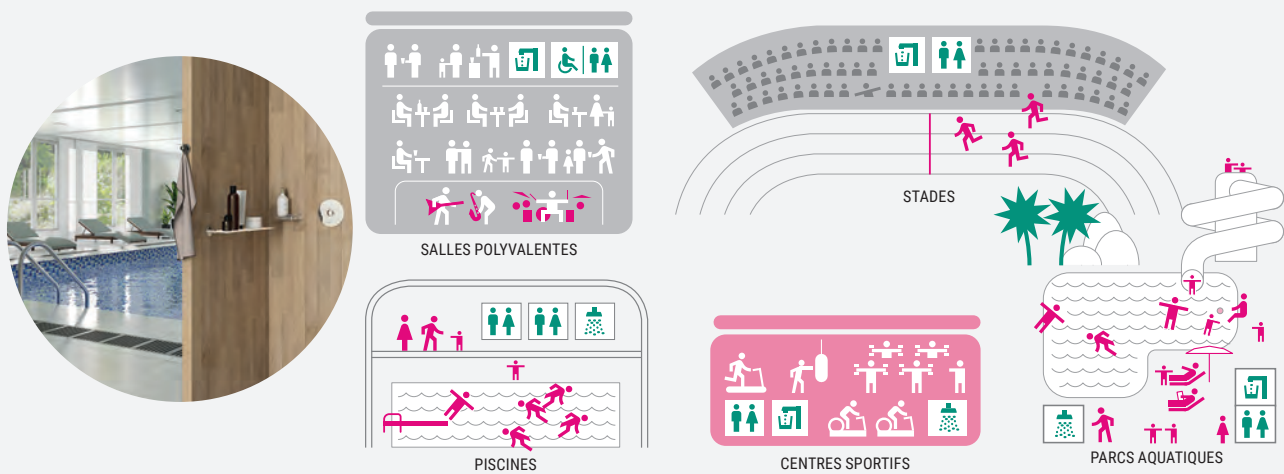 SALLES POLYVALENTES
STADES
PISCINES
CENTRES SPORTIFS
PARCS AQUATIQUES